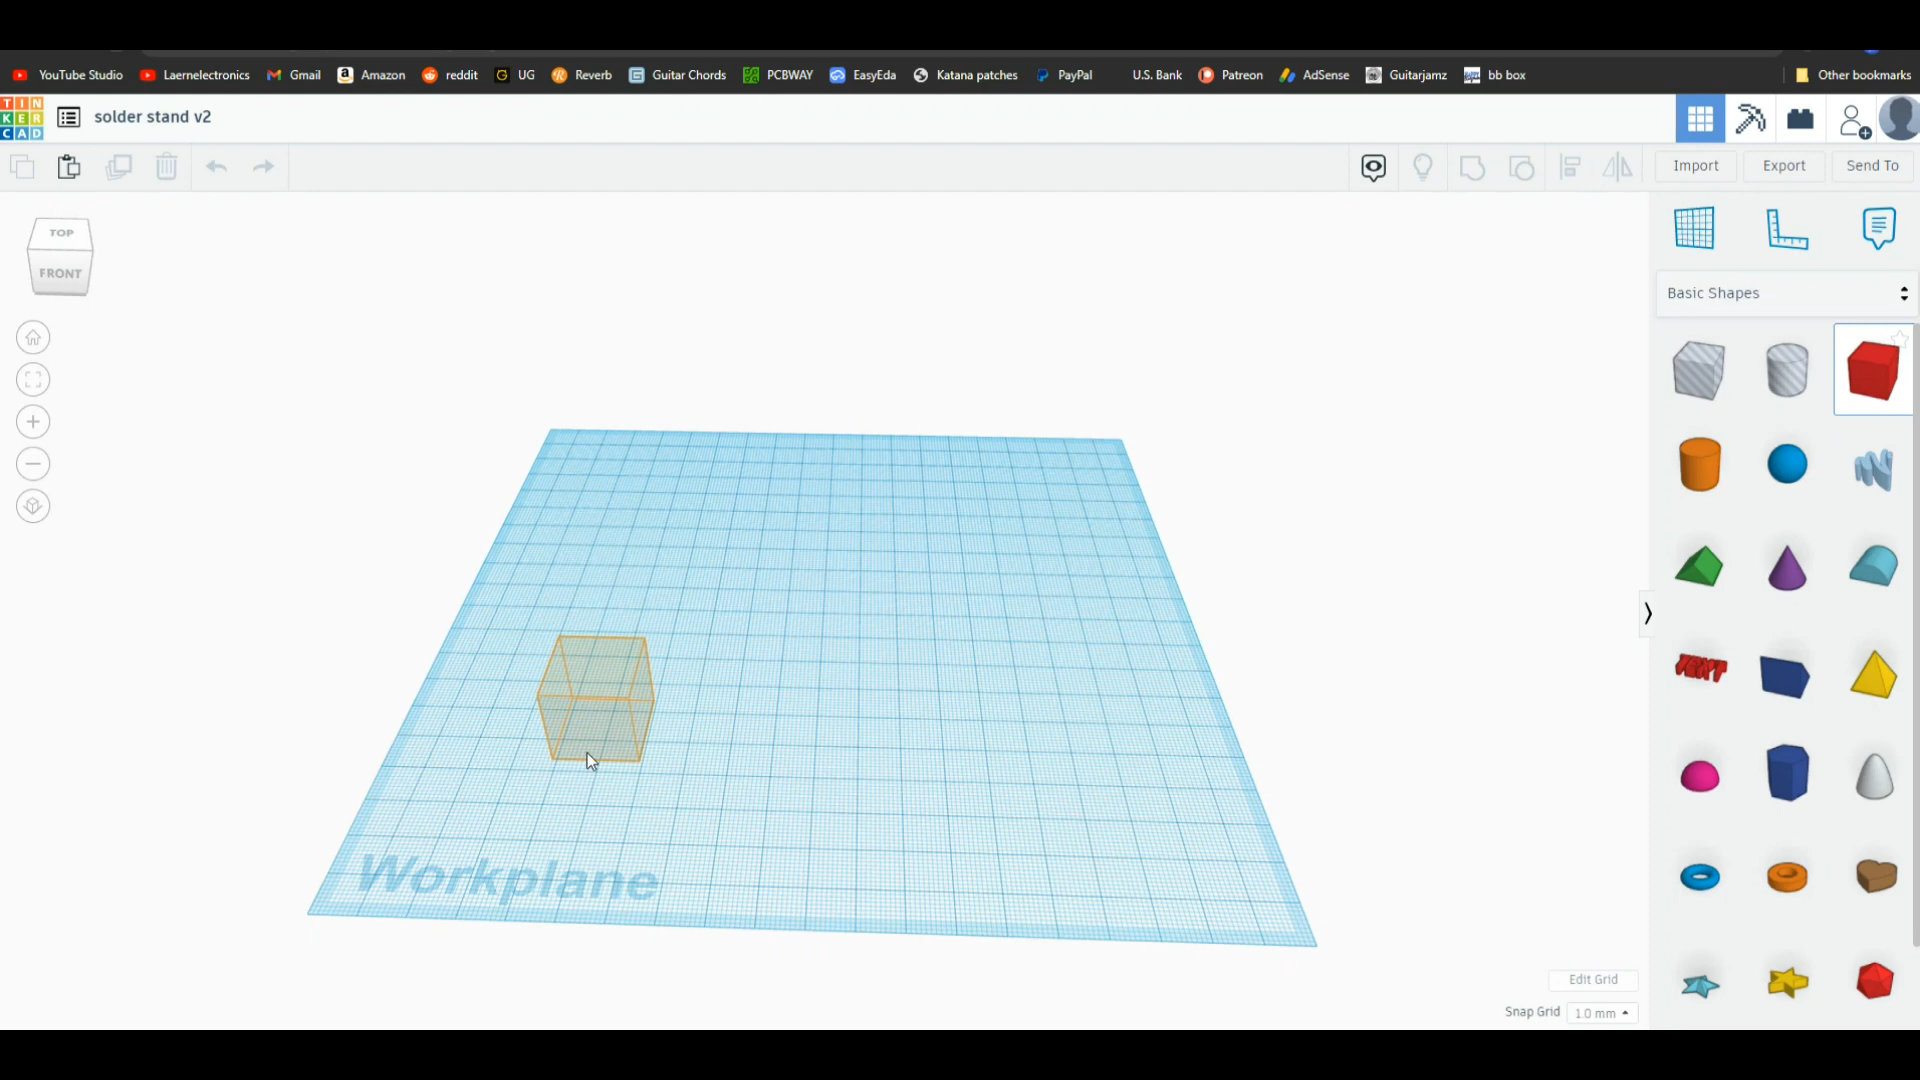 YouTube Studio Laernelectronics Gmail Amazon reddit UG Reverb Guitar Chords PCBWAY EasyEda Katana patches PayPal U.S. Bank Patreon AdSense Guitarjamz bb box Other bookmarks
TIN
KER
CAD
solder stand v2
Import Export Send To
TOP
FRONT
Basic Shapes
TEXT
Workplane
Edit Grid
Snap Grid 1.0 mm